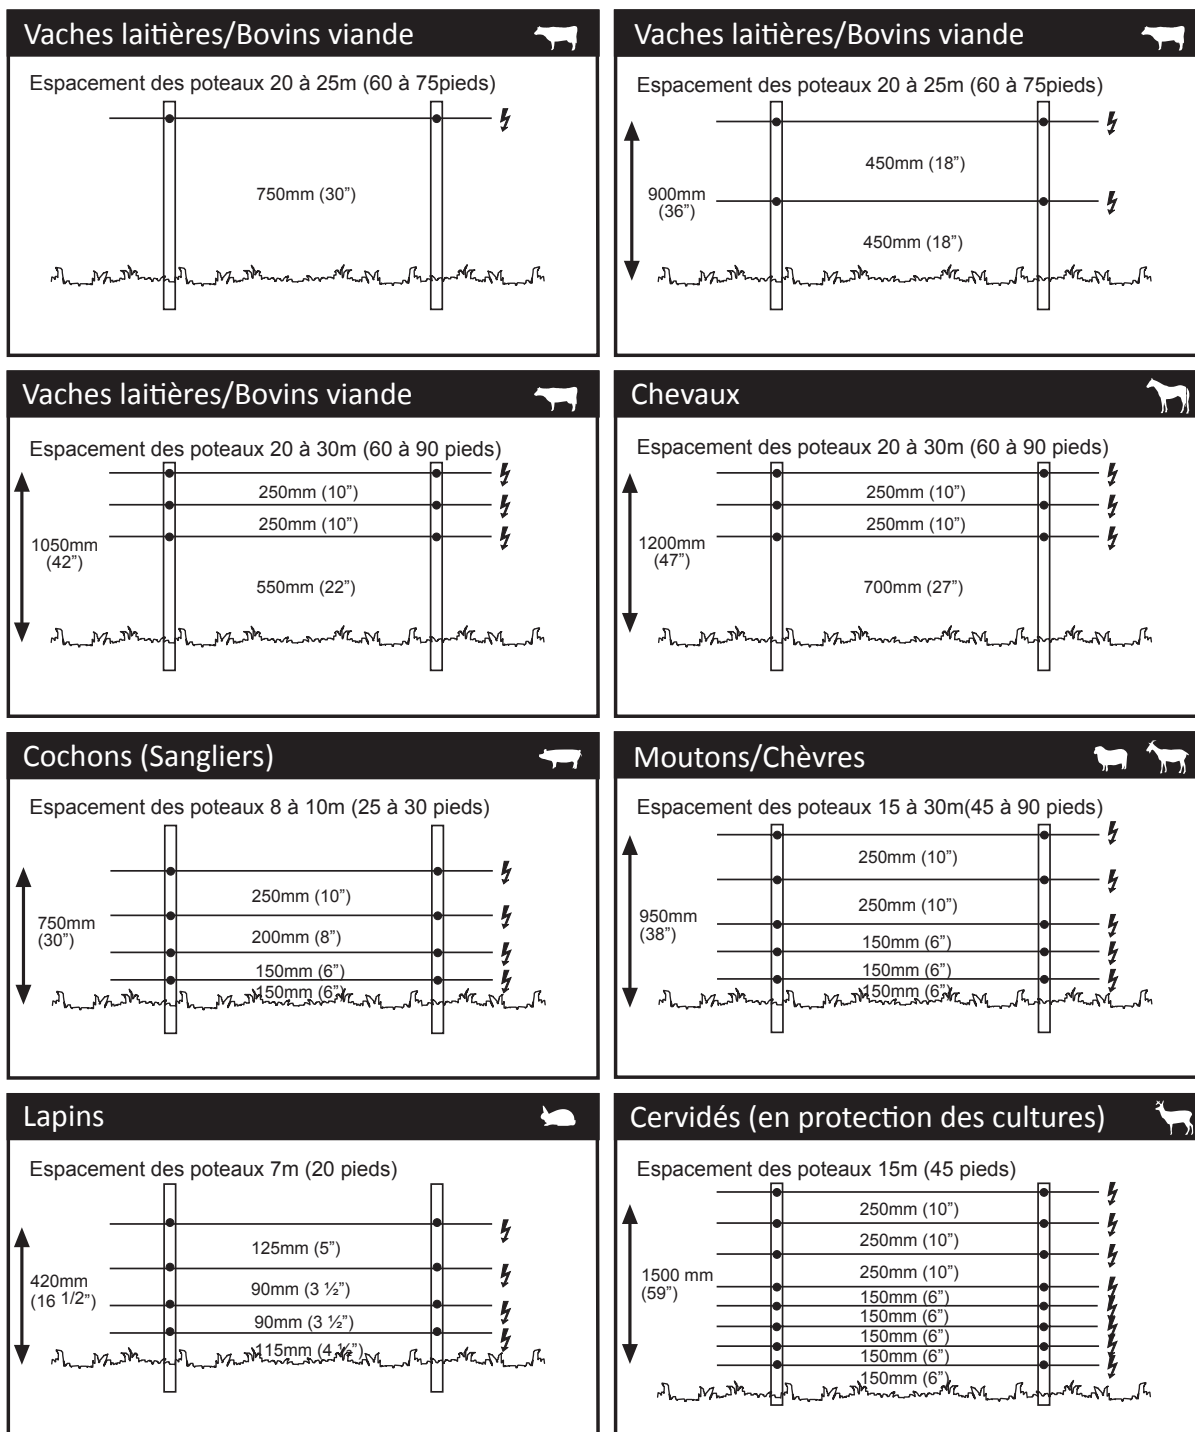 Vaches laitières/Bovins viande
Espacement des poteaux 20 à 25m (60 à 75pieds)
750mm (30”)
Vaches laitières/Bovins viande
Espacement des poteaux 20 à 25m (60 à 75pieds)
900mm
(36”)
450mm (18”)
450mm (18”)
Vaches laitières/Bovins viande
Espacement des poteaux 20 à 30m (60 à 90 pieds)
1050mm
(42”)
250mm (10”)
250mm (10”)
550mm (22”)
Chevaux
Espacement des poteaux 20 à 30m (60 à 90 pieds)
1200mm
(47”)
250mm (10”)
250mm (10”)
700mm (27”)
Cochons (Sangliers)
Espacement des poteaux 8 à 10m (25 à 30 pieds)
750mm
(30”)
250mm (10”)
200mm (8”)
150mm (6”)
150mm (6”)
Moutons/Chèvres
Espacement des poteaux 15 à 30m(45 à 90 pieds)
950mm
(38”)
250mm (10”)
250mm (10”)
150mm (6”)
150mm (6”)
150mm (6”)
Lapins
Espacement des poteaux 7m (20 pieds)
420mm
(16 1/2”)
125mm (5”)
90mm (3 ½”)
90mm (3 ½”)
115mm (4 ½”)
Cervidés (en protection des cultures)
Espacement des poteaux 15m (45 pieds)
1500 mm
(59”)
250mm (10”)
250mm (10”)
250mm (10”)
150mm (6”)
150mm (6”)
150mm (6”)
150mm (6”)
150mm (6”)